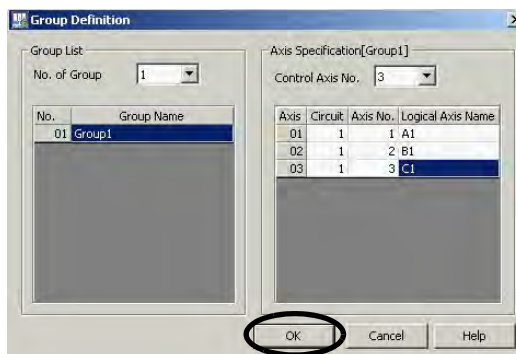 Group Definition
Group List
No. of Group 1
No. Group Name
01 Group1
Axis Specification[Group1]
Control Axis No. 3
Axis Circuit Axis No. Logical Axis Name
01 1 1 A1
02 1 2 B1
03 1 3 C1
OK Cancel Help